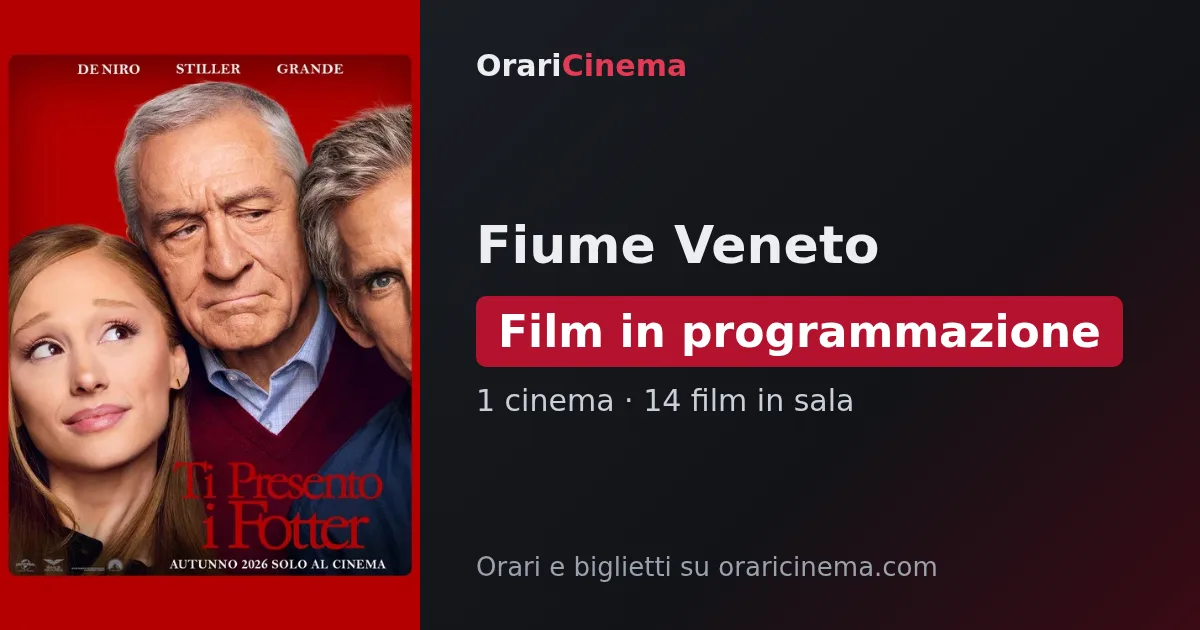 DE NIRO STILLER GRANDE
Ti Presento
i Fotter
AUTUNNO 2026 SOLO AL CINEMA
OrariCinema
Fiume Veneto
Film in programmazione
1 cinema · 14 film in sala
Orari e biglietti su oraricinema.com